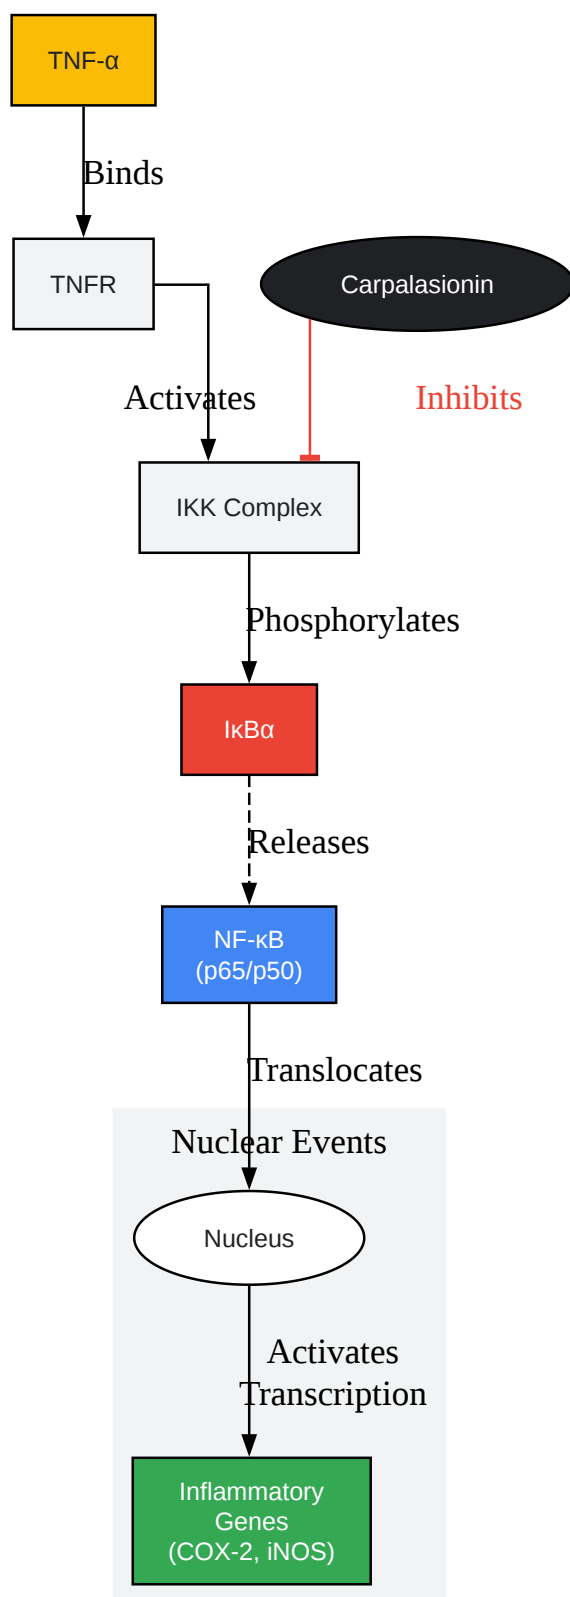 TNF-α
Binds
TNFR
Carpalasionin
Activates
Inhibits
IKK Complex
Phosphorylates
IκBα
Releases
NF-κB
(p65/p50)
Translocates
Nuclear Events
Nucleus
Activates
Transcription
Inflammatory
Genes
(COX-2, iNOS)